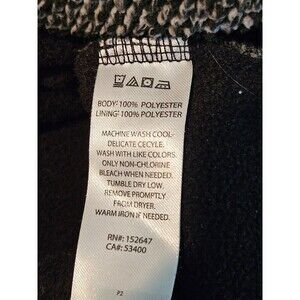 BODY:100% POLYESTER
LINING:100% POLYESTER
MACHINE WASH COOL-
DELICATE CECYLE.
WASH WITH LIKE COLORS.
ONLY NON-CHLORINE
BLEACH WHEN NEEDED.
TUMBLE DRY LOW.
REMOVE PROMPTLY
FROM DRYER.
WARM IRON IF NEEDED.
RN#: 152647
CA#: 53400
P2